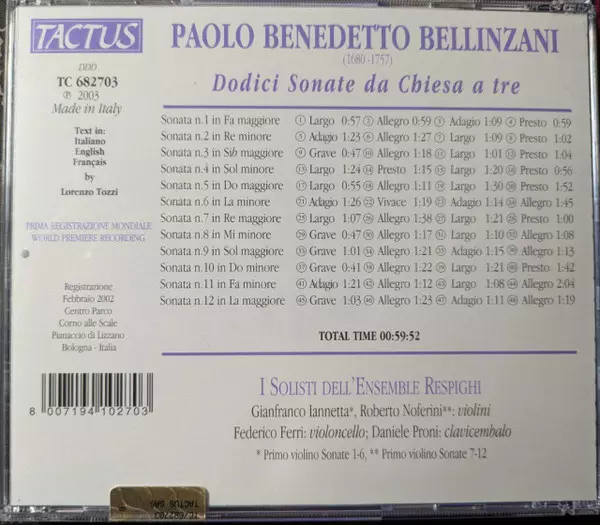 TACTUS
PAOLO BENEDETTO BELLINZANI
(1680 -1757)
Dodici Sonate da Chiesa a tre
DDD
TC 682703
℗ 2003
Made in Italy
Text in:
Italiano
English
Français
by
Lorenzo Tozzi
PRIMA REGISTRAZIONE MONDIALE
WORLD PREMIERE RECORDING
Registrazione
Febbraio 2002
Centro Parco
Corno alle Scale
Pianaccio di Lizzano
Bologna - Italia
Sonata n.1 in Fa maggiore ① Largo 0:57 ② Allegro 0:59 ③ Adagio 1:09 ④ Presto 0:59
Sonata n.2 in Re minore ⑤ Adagio 1:23 ⑥ Allegro 1:27 ⑦ Largo 1:09 ⑧ Presto 1:02
Sonata n.3 in Sib maggiore ⑨ Grave 0:47 ⑩ Allegro 1:18 ⑪ Largo 1:01 ⑫ Presto 1:04
Sonata n.4 in Sol minore ⑬ Largo 1:24 ⑭ Presto 1:15 ⑮ Largo 1:20 ⑯ Presto 0:56
Sonata n.5 in Do maggiore ⑰ Largo 0:55 ⑱ Allegro 1:11 ⑲ Largo 1:30 ⑳ Presto 1:52
Sonata n.6 in La minore ㉑ Adagio 1:26 ㉒ Vivace 1:19 ㉓ Adagio 1:14 ㉔ Allegro 1:45
Sonata n.7 in Re maggiore ㉕ Largo 1:07 ㉖ Allegro 1:38 ㉗ Largo 1:21 ㉘ Presto 1:00
Sonata n.8 in Mi minore ㉙ Grave 0:47 ㉚ Allegro 1:17 ㉛ Largo 1:10 ㉜ Allegro 1:08
Sonata n.9 in Sol maggiore ㉝ Grave 1:01 ㉞ Allegro 1:21 ㉟ Adagio 1:15 ㊱ Allegro 1:13
Sonata n.10 in Do minore ㊲ Grave 0:41 ㊳ Allegro 1:22 ㊴ Largo 1:21 ㊵ Presto 1:42
Sonata n.11 in Fa minore ㊶ Adagio 1:21 ㊷ Allegro 1:12 ㊸ Largo 1:08 ㊹ Allegro 2:04
Sonata n.12 in La maggiore ㊺ Grave 1:03 ㊻ Allegro 1:23 ㊼ Adagio 1:11 ㊽ Allegro 1:19
TOTAL TIME 00:59:52
I SOLISTI DELL'ENSEMBLE RESPIGHI
Gianfranco Iannetta*, Roberto Noferini**: violini
Federico Ferri: violoncello; Daniele Proni: clavicembalo
* Primo violino Sonate 1-6, ** Primo violino Sonate 7-12
8 007194 102703
TC682703
TACTUS SAS